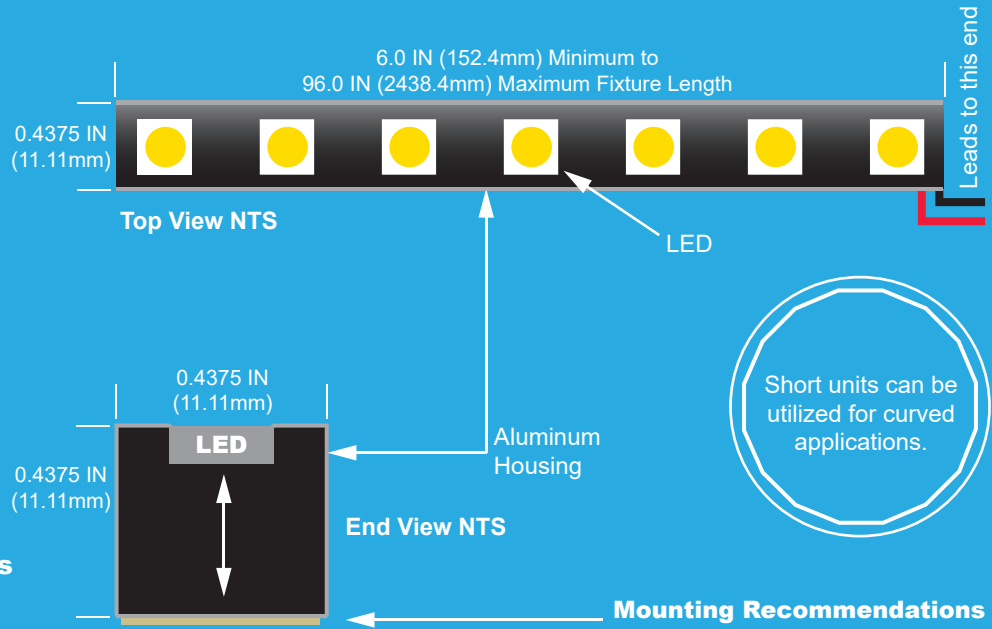 6.0 IN (152.4mm) Minimum to
96.0 IN (2438.4mm) Maximum Fixture Length
Leads to this end
0.4375 IN
(11.11mm)
Top View NTS
LED
0.4375 IN
(11.11mm)
LED
Aluminum
Housing
Short units can be
utilized for curved
applications.
0.4375 IN
(11.11mm)
End View NTS
s
Mounting Recommendations